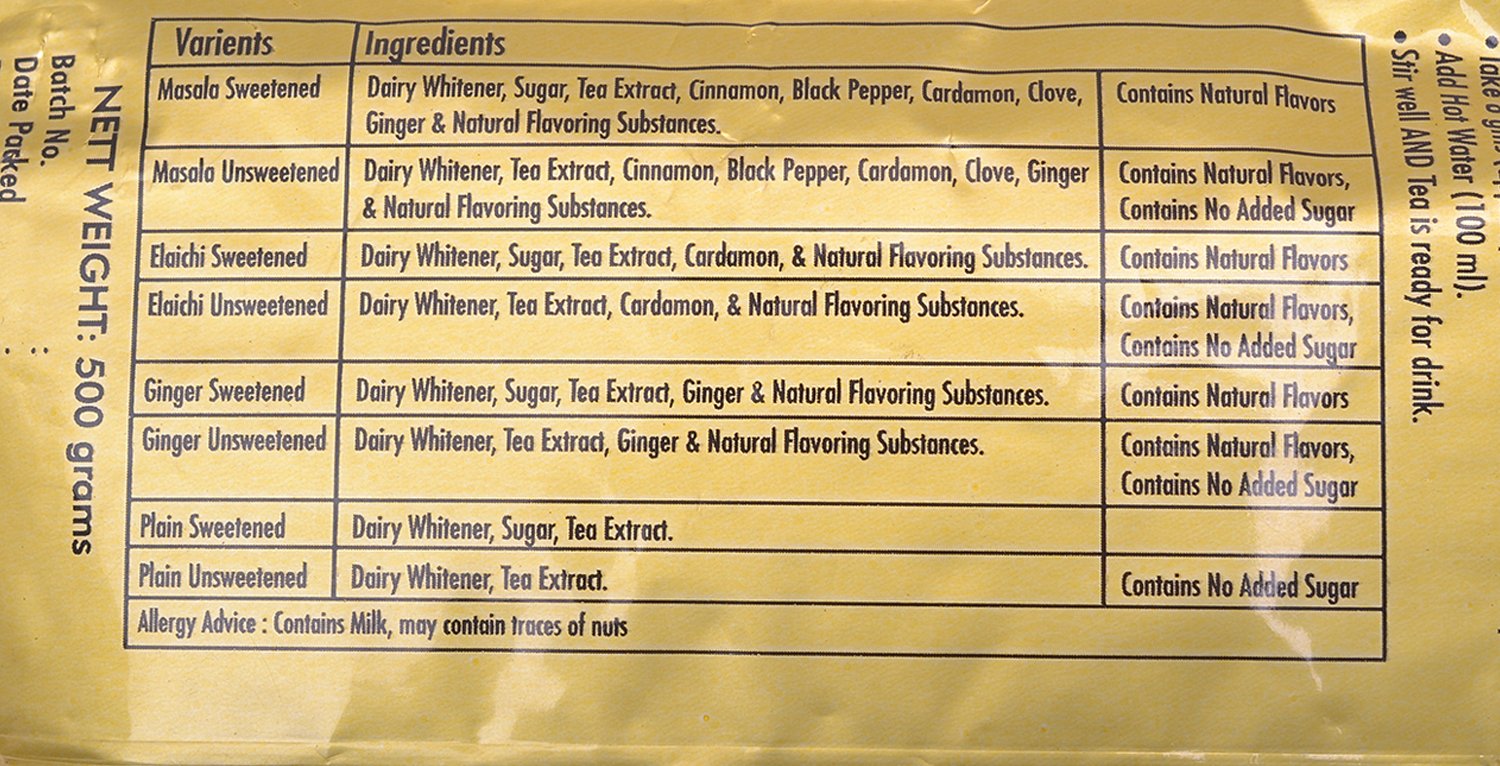 Varients Ingredients
Masala Sweetened Dairy Whitener, Sugar, Tea Extract, Cinnamon, Black Pepper, Cardamon, Clove, Contains Natural Flavors
Ginger & Natural Flavoring Substances.
Masala Unsweetened Dairy Whitener, Tea Extract, Cinnamon, Black Pepper, Cardamon, Clove, Ginger Contains Natural Flavors,
& Natural Flavoring Substances. Contains No Added Sugar
Elaichi Sweetened Dairy Whitener, Sugar, Tea Extract, Cardamon, & Natural Flavoring Substances. Contains Natural Flavors
Elaichi Unsweetened Dairy Whitener, Tea Extract, Cardamon, & Natural Flavoring Substances. Contains Natural Flavors,
Contains No Added Sugar
Ginger Sweetened Dairy Whitener, Sugar, Tea Extract, Ginger & Natural Flavoring Substances. Contains Natural Flavors
Ginger Unsweetened Dairy Whitener, Tea Extract, Ginger & Natural Flavoring Substances. Contains Natural Flavors,
Contains No Added Sugar
Plain Sweetened Dairy Whitener, Sugar, Tea Extract.
Plain Unsweetened Dairy Whitener, Tea Extract. Contains No Added Sugar
Allergy Advice : Contains Milk, may contain traces of nuts
NETT WEIGHT: 500 grams
Batch No. :
Date Packed :
• Take a
• Add Hot Water (100 ml).
• Stir well AND Tea is ready for drink.